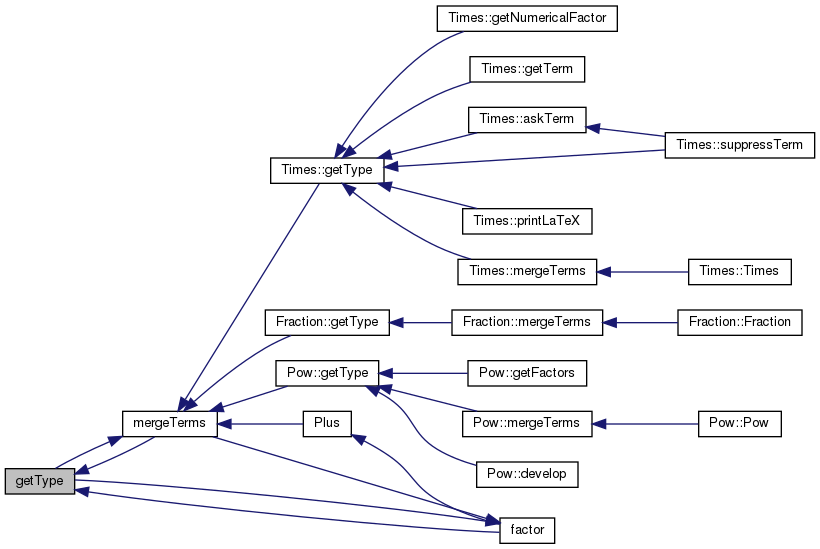 Times::getNumericalFactor
Times::getTerm
Times::askTerm
Times::suppressTerm
Times::getType
Times::printLaTeX
Times::mergeTerms
Times::Times
Fraction::getType
Fraction::mergeTerms
Fraction::Fraction
Pow::getType
Pow::getFactors
mergeTerms
Plus
Pow::mergeTerms
Pow::Pow
Pow::develop
getType
factor